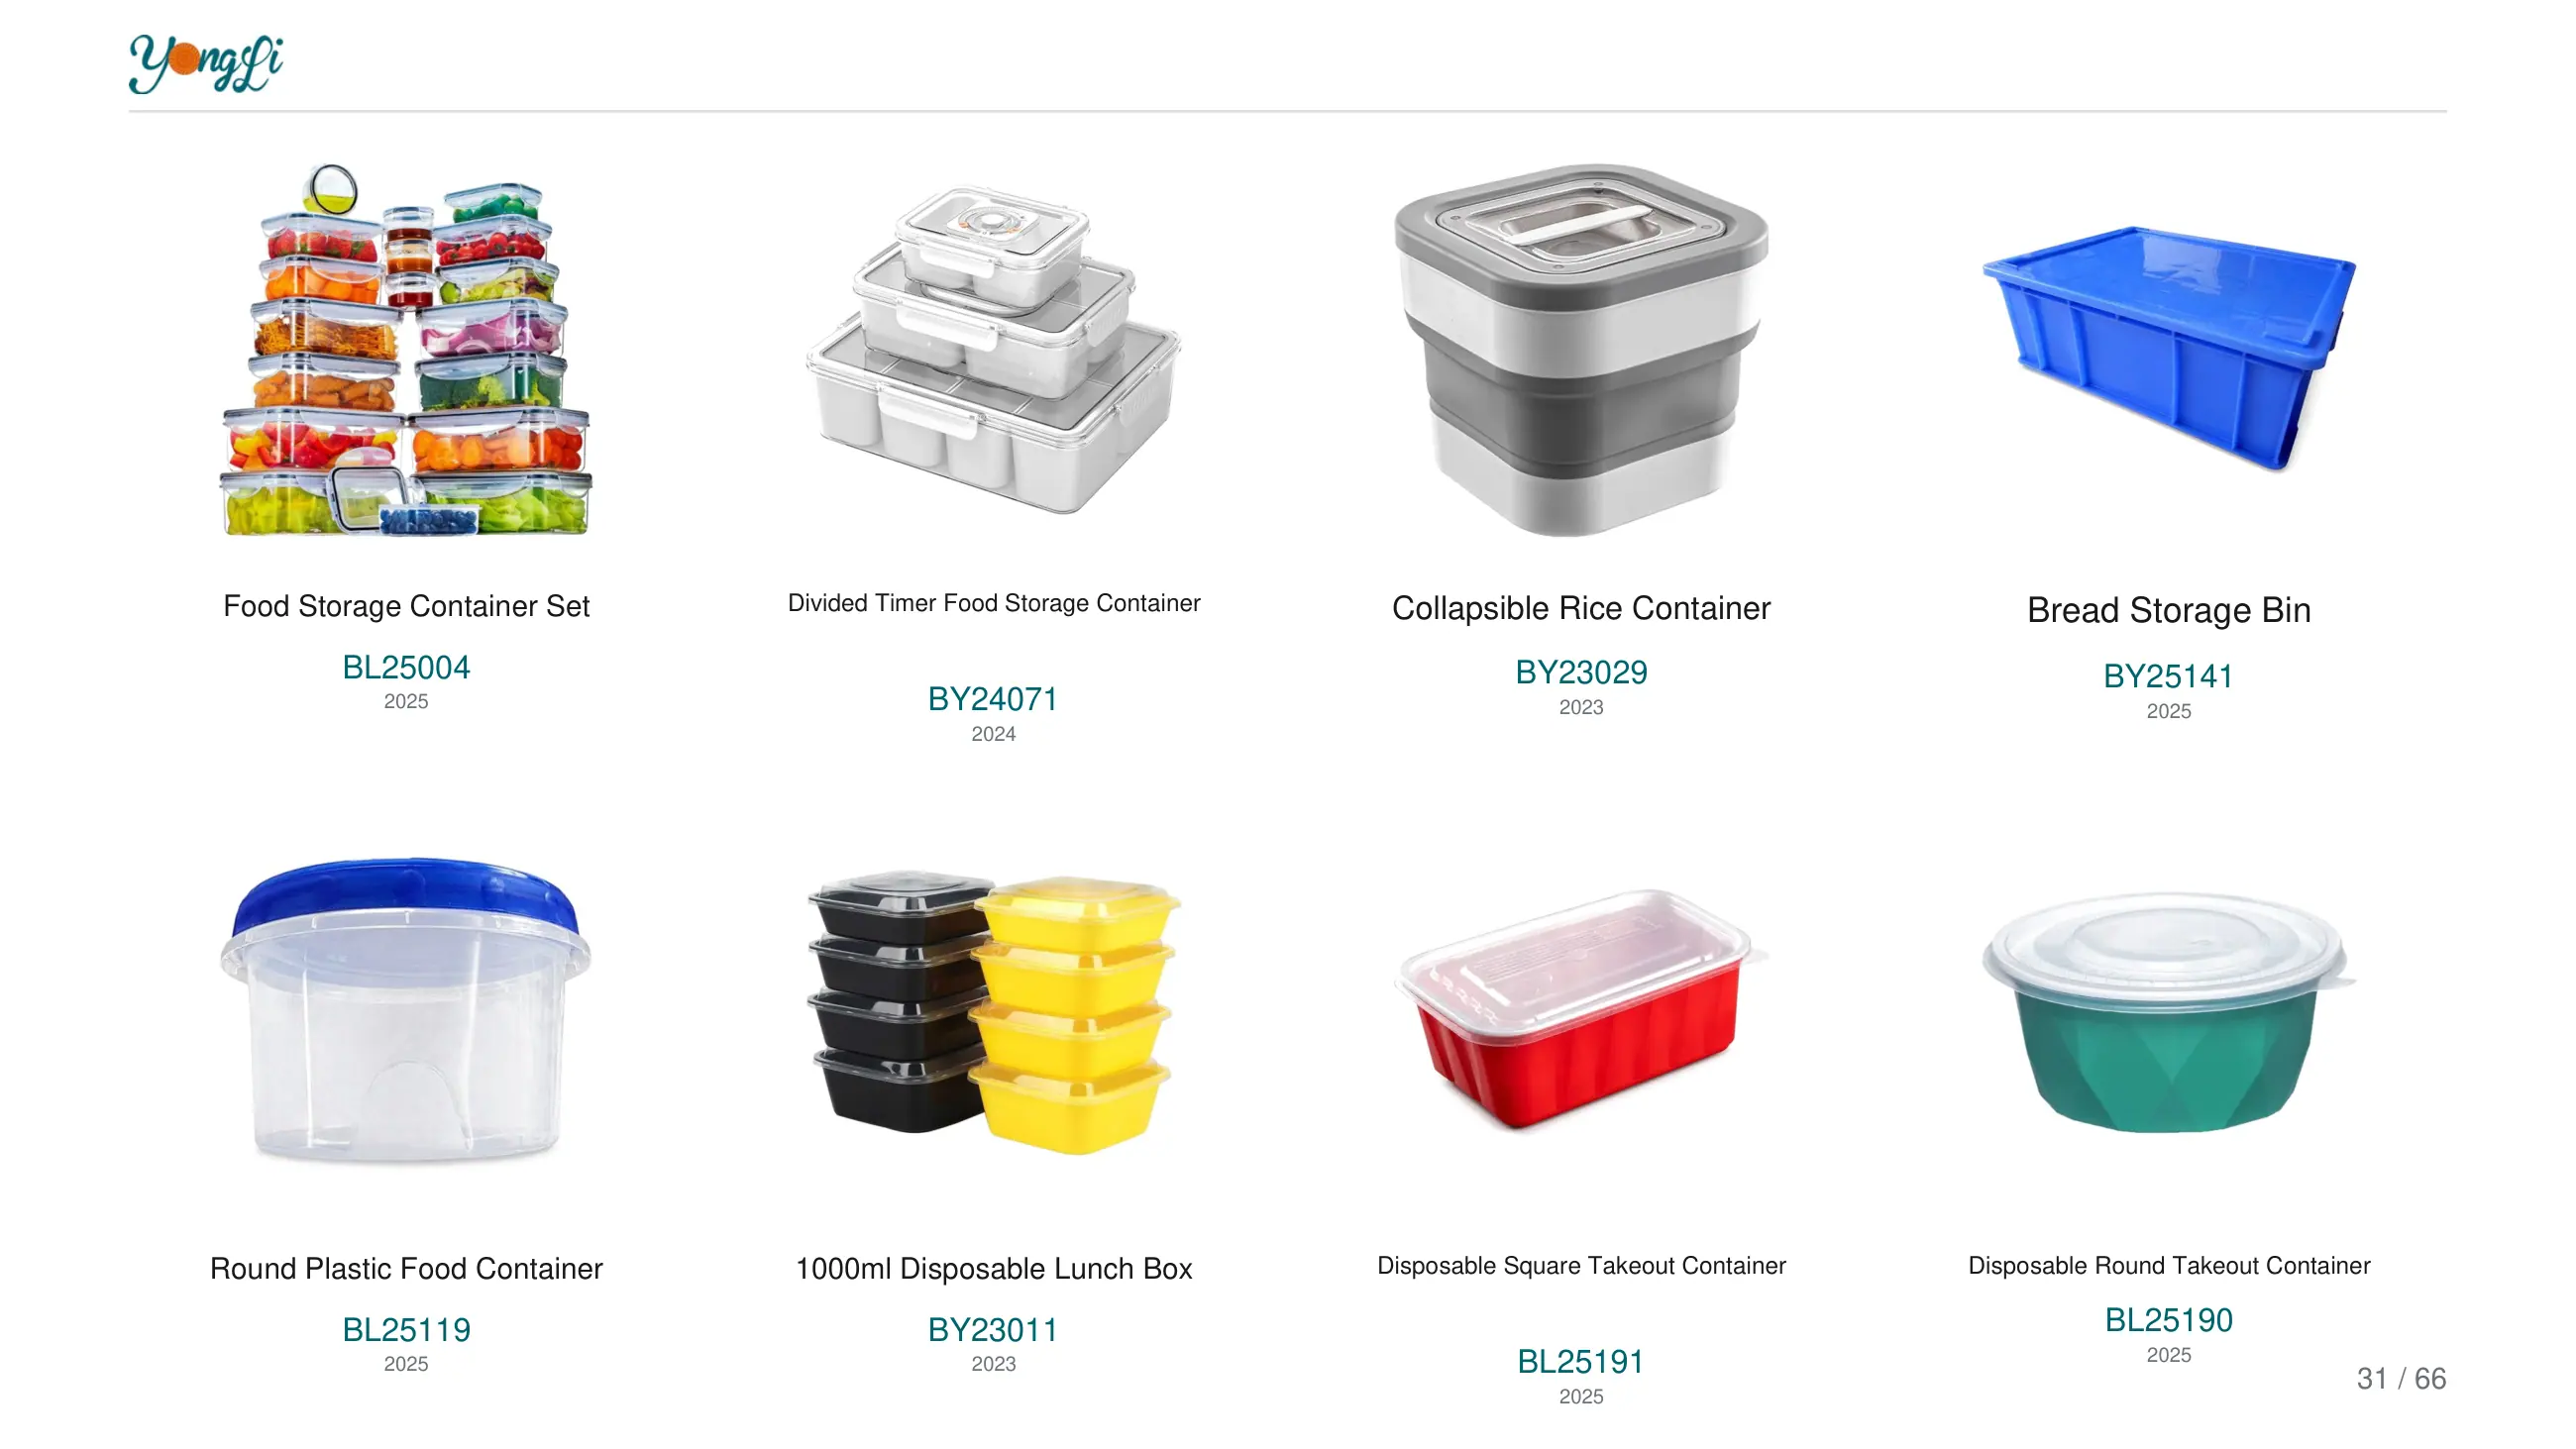 YongLi
Food Storage Container Set
BL25004
2025
Divided Timer Food Storage Container
BY24071
2024
Collapsible Rice Container
BY23029
2023
Bread Storage Bin
BY25141
2025
Round Plastic Food Container
BL25119
2025
1000ml Disposable Lunch Box
BY23011
2023
Disposable Square Takeout Container
BL25191
2025
Disposable Round Takeout Container
BL25190
2025
31 / 66